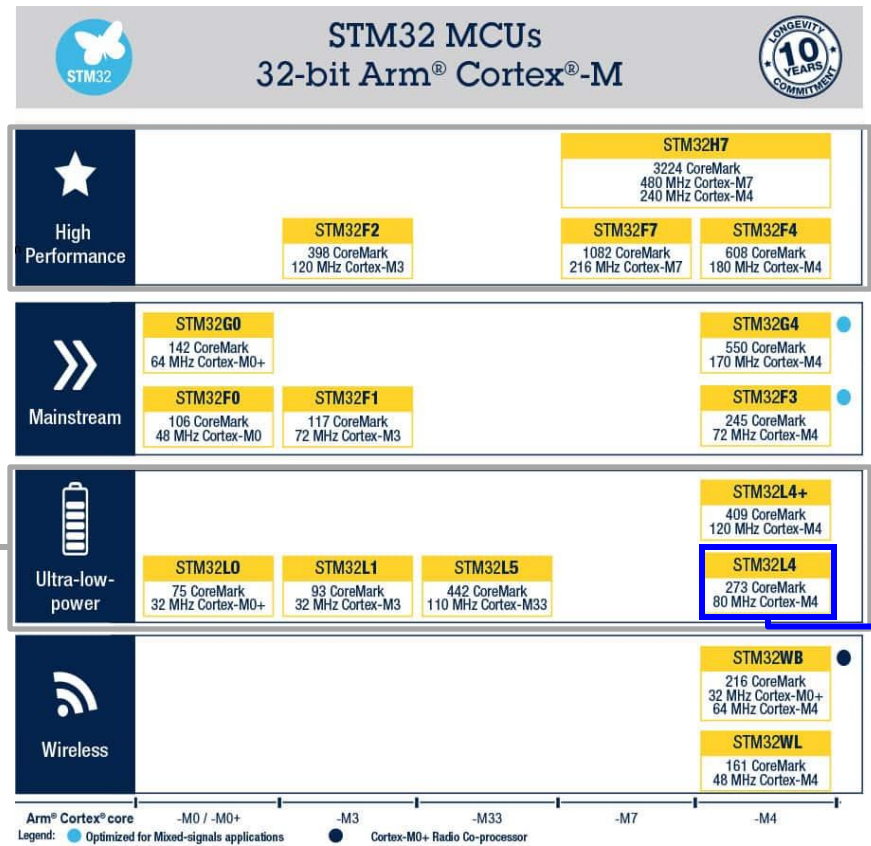 STM32
STM32 MCUs
32-bit Arm® Cortex®-M
LONGEVITY
10
YEARS
COMMITMENT
High
Performance
STM32H7
3224 CoreMark
480 MHz Cortex-M7
240 MHz Cortex-M4
STM32F2
398 CoreMark
120 MHz Cortex-M3
STM32F7
1082 CoreMark
216 MHz Cortex-M7
STM32F4
608 CoreMark
180 MHz Cortex-M4
Mainstream
STM32G0
142 CoreMark
64 MHz Cortex-M0+
STM32G4
550 CoreMark
170 MHz Cortex-M4
STM32F0
106 CoreMark
48 MHz Cortex-M0
STM32F1
117 CoreMark
72 MHz Cortex-M3
STM32F3
245 CoreMark
72 MHz Cortex-M4
Ultra-low-
power
STM32L4+
409 CoreMark
120 MHz Cortex-M4
STM32L0
75 CoreMark
32 MHz Cortex-M0+
STM32L1
93 CoreMark
32 MHz Cortex-M3
STM32L5
442 CoreMark
110 MHz Cortex-M33
STM32L4
273 CoreMark
80 MHz Cortex-M4
Wireless
STM32WB
216 CoreMark
32 MHz Cortex-M0+
64 MHz Cortex-M4
STM32WL
161 CoreMark
48 MHz Cortex-M4
Arm® Cortex® core -M0 / -M0+ -M3 -M33 -M7 -M4
Legend: Optimized for Mixed-signals applications Cortex-M0+ Radio Co-processor